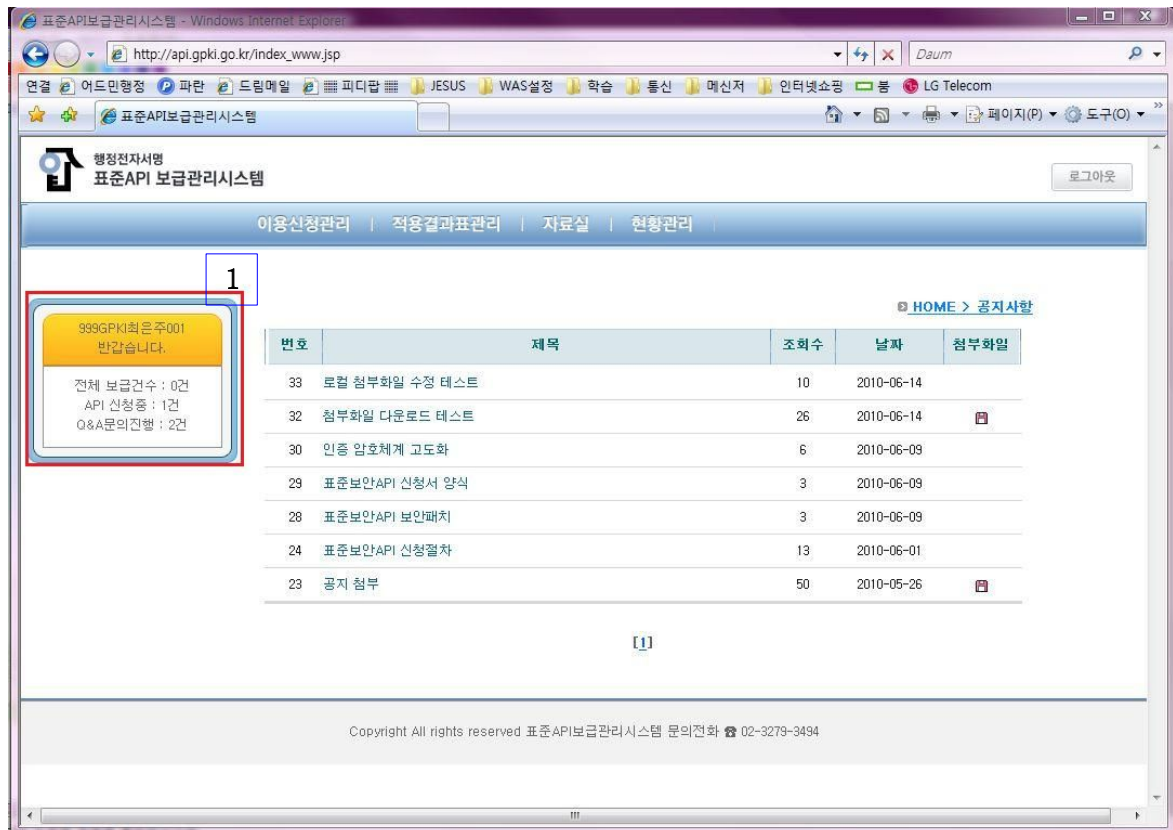 표준API보급관리시스템 - Windows Internet Explorer
http://api.gpki.go.kr/index_www.jsp
Daum
연결 어드민행정 파란 드림메일 피디팝 JESUS WAS설정 학습 통신 메신저 인터넷쇼핑 붐 LG Telecom
표준API보급관리시스템 페이지(P) 도구(O)
행정전자서명
표준API 보급관리시스템
로그아웃
이용신청관리 | 적용결과표관리 | 자료실 | 현황관리
1
999GPKI최은주001
반갑습니다.
전체 보급건수 : 0건
API 신청중 : 1건
Q&A문의진행 : 2건
HOME > 공지사항
번호 제목 조회수 날짜 첨부화일
33 로컬 첨부화일 수정 테스트 10 2010-06-14
32 첨부화일 다운로드 테스트 26 2010-06-14
30 인증 암호체계 고도화 6 2010-06-09
29 표준보안API 신청서 양식 3 2010-06-09
28 표준보안API 보안패치 3 2010-06-09
24 표준보안API 신청절차 13 2010-06-01
23 공지 첨부 50 2010-05-26
[1]
Copyright All rights reserved 표준API보급관리시스템 문의전화 ☎ 02-3279-3494